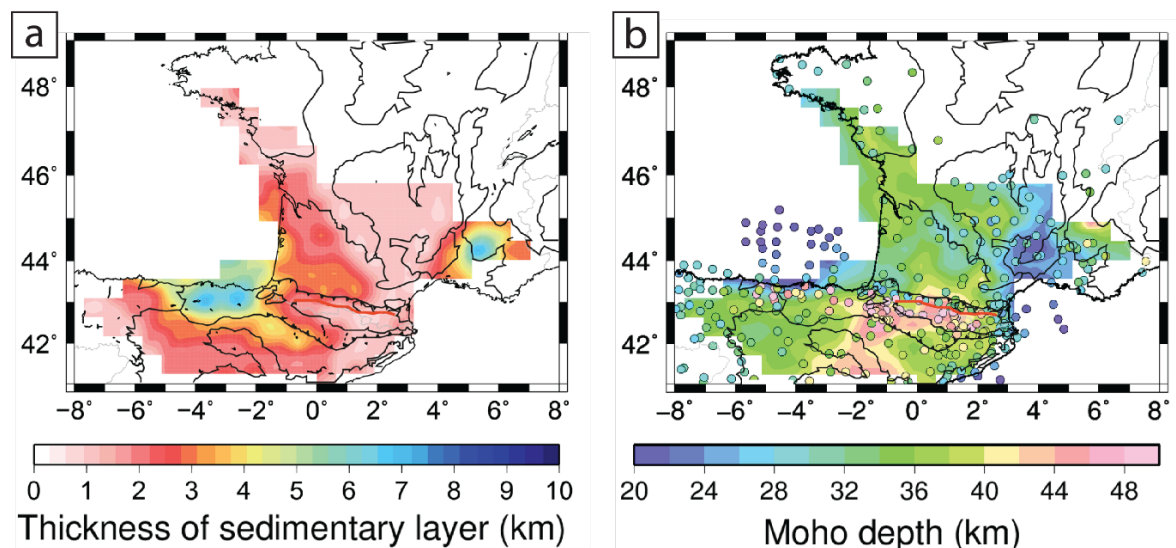 a
b
48°
46°
44°
42°
−8° −6° −4° −2° 0° 2° 4° 6° 8°
0 1 2 3 4 5 6 7 8 9 10
Thickness of sedimentary layer (km)
48°
46°
44°
42°
−8° −6° −4° −2° 0° 2° 4° 6° 8°
20 24 28 32 36 40 44 48
Moho depth (km)